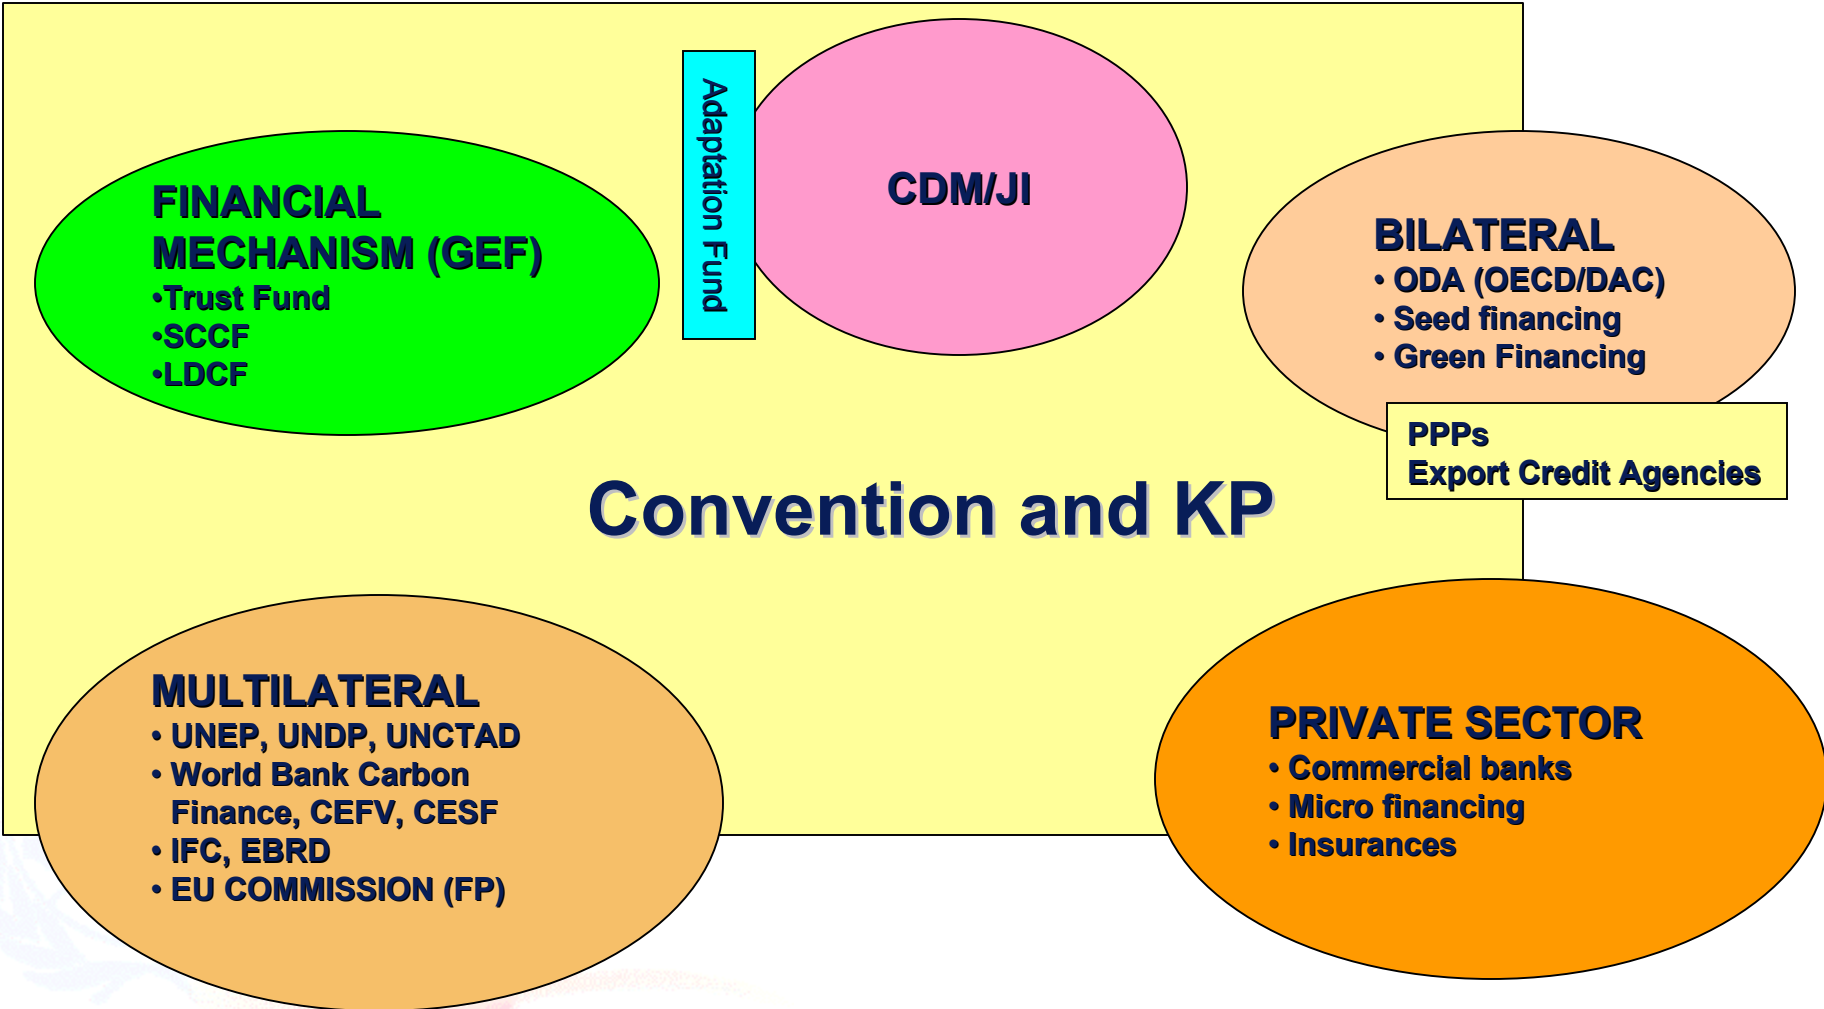 Adaptation Fund
CDM/JI
FINANCIAL
MECHANISM (GEF)
•Trust Fund
•SCCF
•LDCF
BILATERAL
• ODA (OECD/DAC)
• Seed financing
• Green Financing
PPPs
Export Credit Agencies
Convention and KP
MULTILATERAL
• UNEP, UNDP, UNCTAD
• World Bank Carbon
Finance, CEFV, CESF
• IFC, EBRD
• EU COMMISSION (FP)
PRIVATE SECTOR
• Commercial banks
• Micro financing
• Insurances